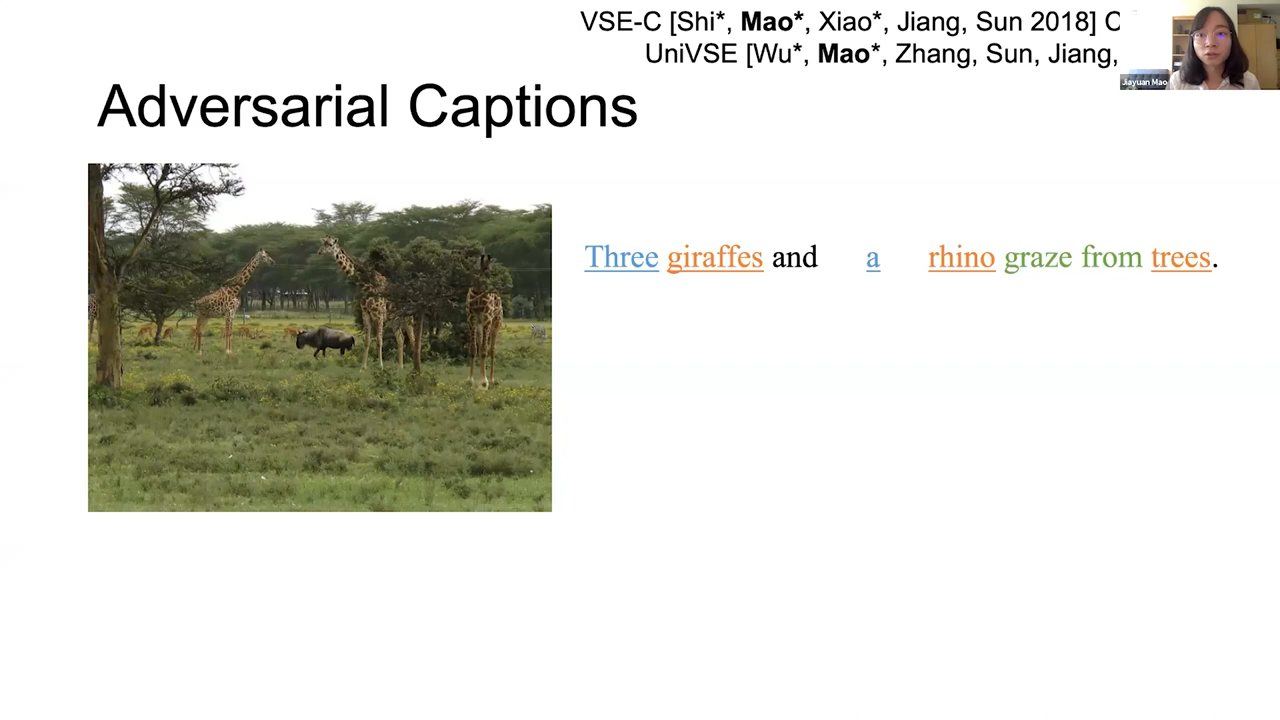 VSE-C [Shi*, Mao*, Xiao*, Jiang, Sun 2018]
UniVSE [Wu*, Mao*, Zhang, Sun, Jiang,
Jiayuan Mao
Adversarial Captions
Three giraffes and a rhino graze from trees.